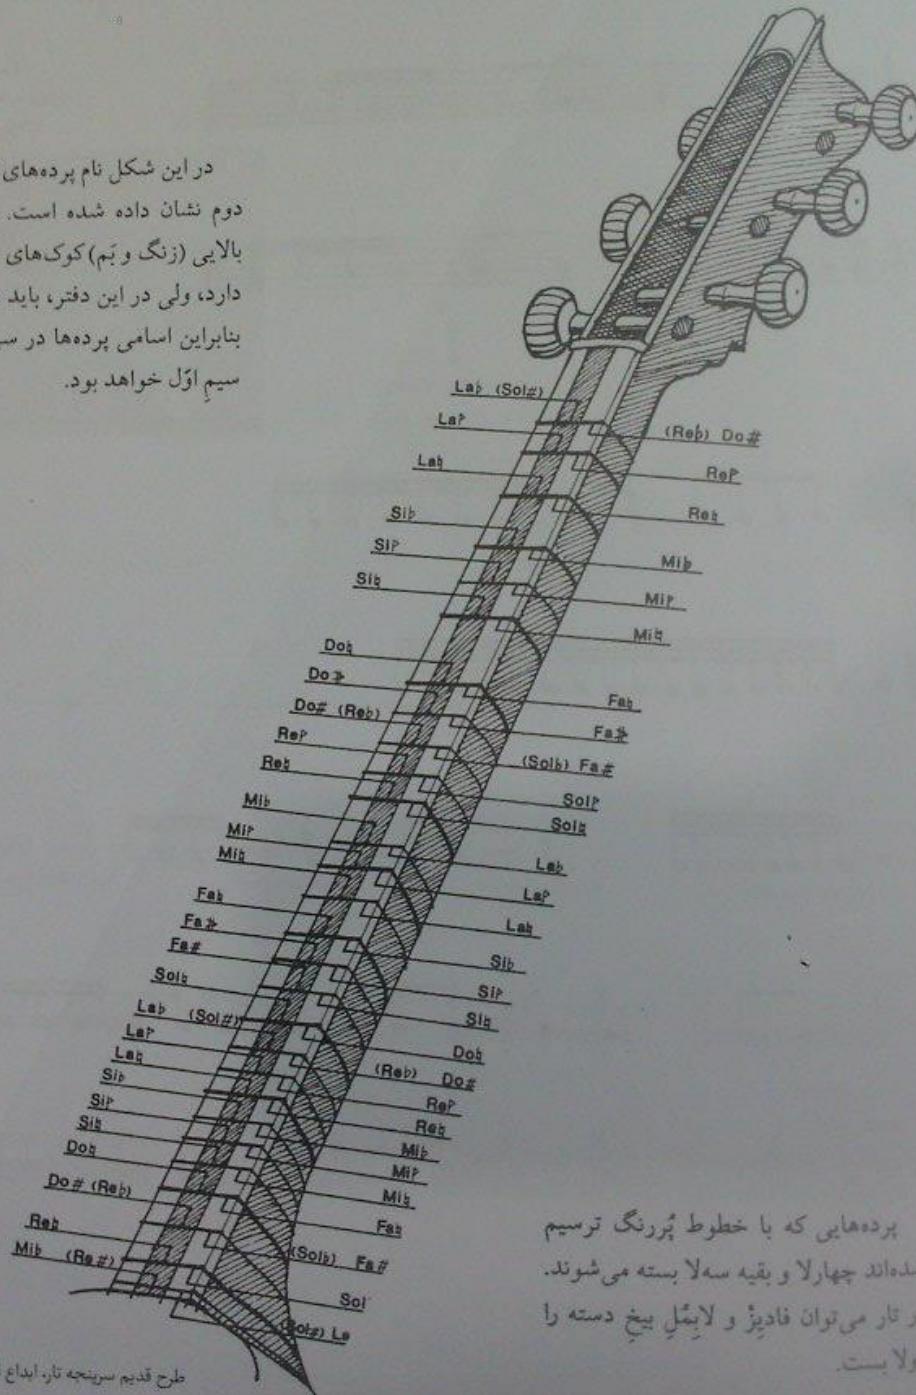 در این شکل نام پرده‌های
دوم نشان داده شده است.
بالایی (زنگ و بَم) کوک‌های
دارد، ولی در این دفتر، باید
بنابراین اسامی پرده‌ها در
سیمِ اوّل خواهد بود.
La♭ (Sol#)
(Re♭) Do#
La
Re
La♮
Re♮
Si♭
Mi♭
Si
Mi
Si♮
Mi♮
Do♮
Fa♮
Do
Fa
Do# (Re♭)
(Sol♭) Fa#
Re
Sol
Re♮
Sol♮
Mi♭
La♭
Mi
La
Mi♮
La♮
Fa♮
Si♭
Fa
Si
Fa#
Si♮
Sol♮
Do♮
La♭ (Sol#)
(Re♭) Do#
La
Re
La♮
Re♮
Si♭
Mi♭
Si
Mi
Si♮
Mi♮
Do♮
Fa♮
Do# (Re♭)
(Sol♭) Fa#
Re♮
Sol
Mi♭ (Re#)
(Sol#) La
پرده‌هایی که با خطوط پُررنگ ترسیم
شده‌اند چهارلا و بقیه سه‌لا بسته می‌شوند.
در تار می‌توان فادیِزْ و لابِمُلِ بیخِ دسته را
بست.
طرح قدیم سرپنجه تار، ابداع